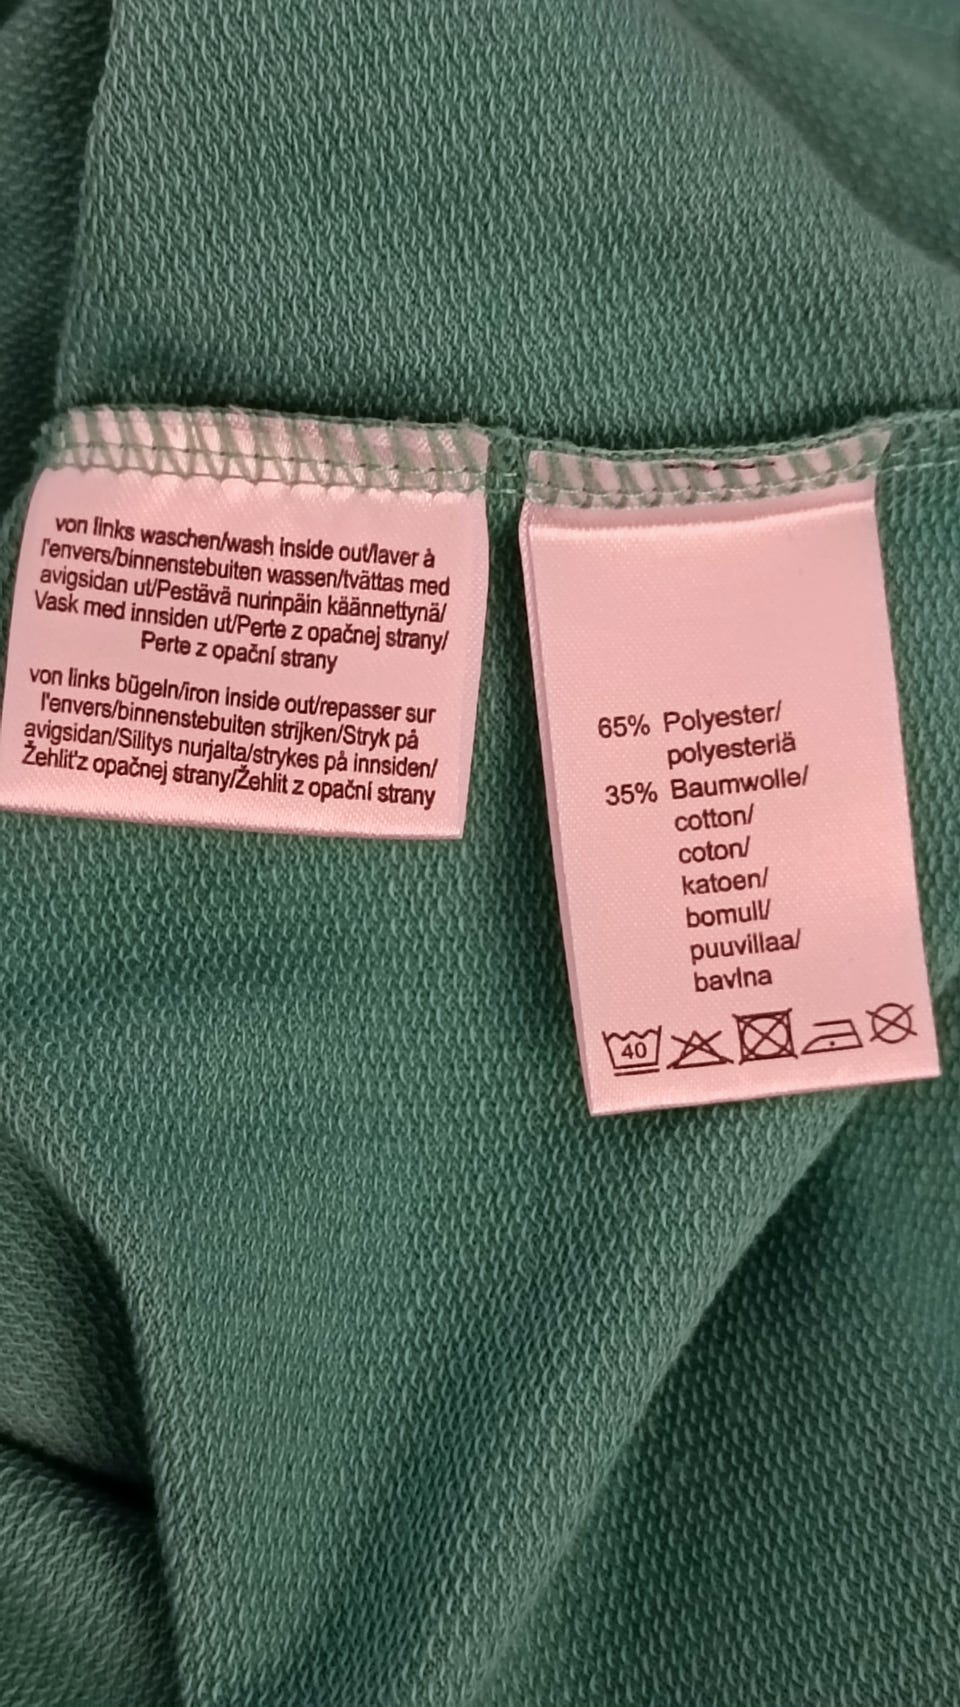 von links waschen/wash inside out/laver à
l'envers/binnenstebuiten wassen/tvättas med
avigsidan ut/Pestävä nurinpäin käännettynä/
Vask med innsiden ut/Perte z opačnej strany/
Perte z opační strany
von links bügeln/iron inside out/repasser sur
l'envers/binnenstebuiten strijken/Stryk på
avigsidan/Silitys nurjalta/strykes på innsiden/
Žehlit'z opačnej strany/Žehlit z opační strany
65% Polyester/
polyesteriä
35% Baumwolle/
cotton/
coton/
katoen/
bomull/
puuvillaa/
bavlna
40